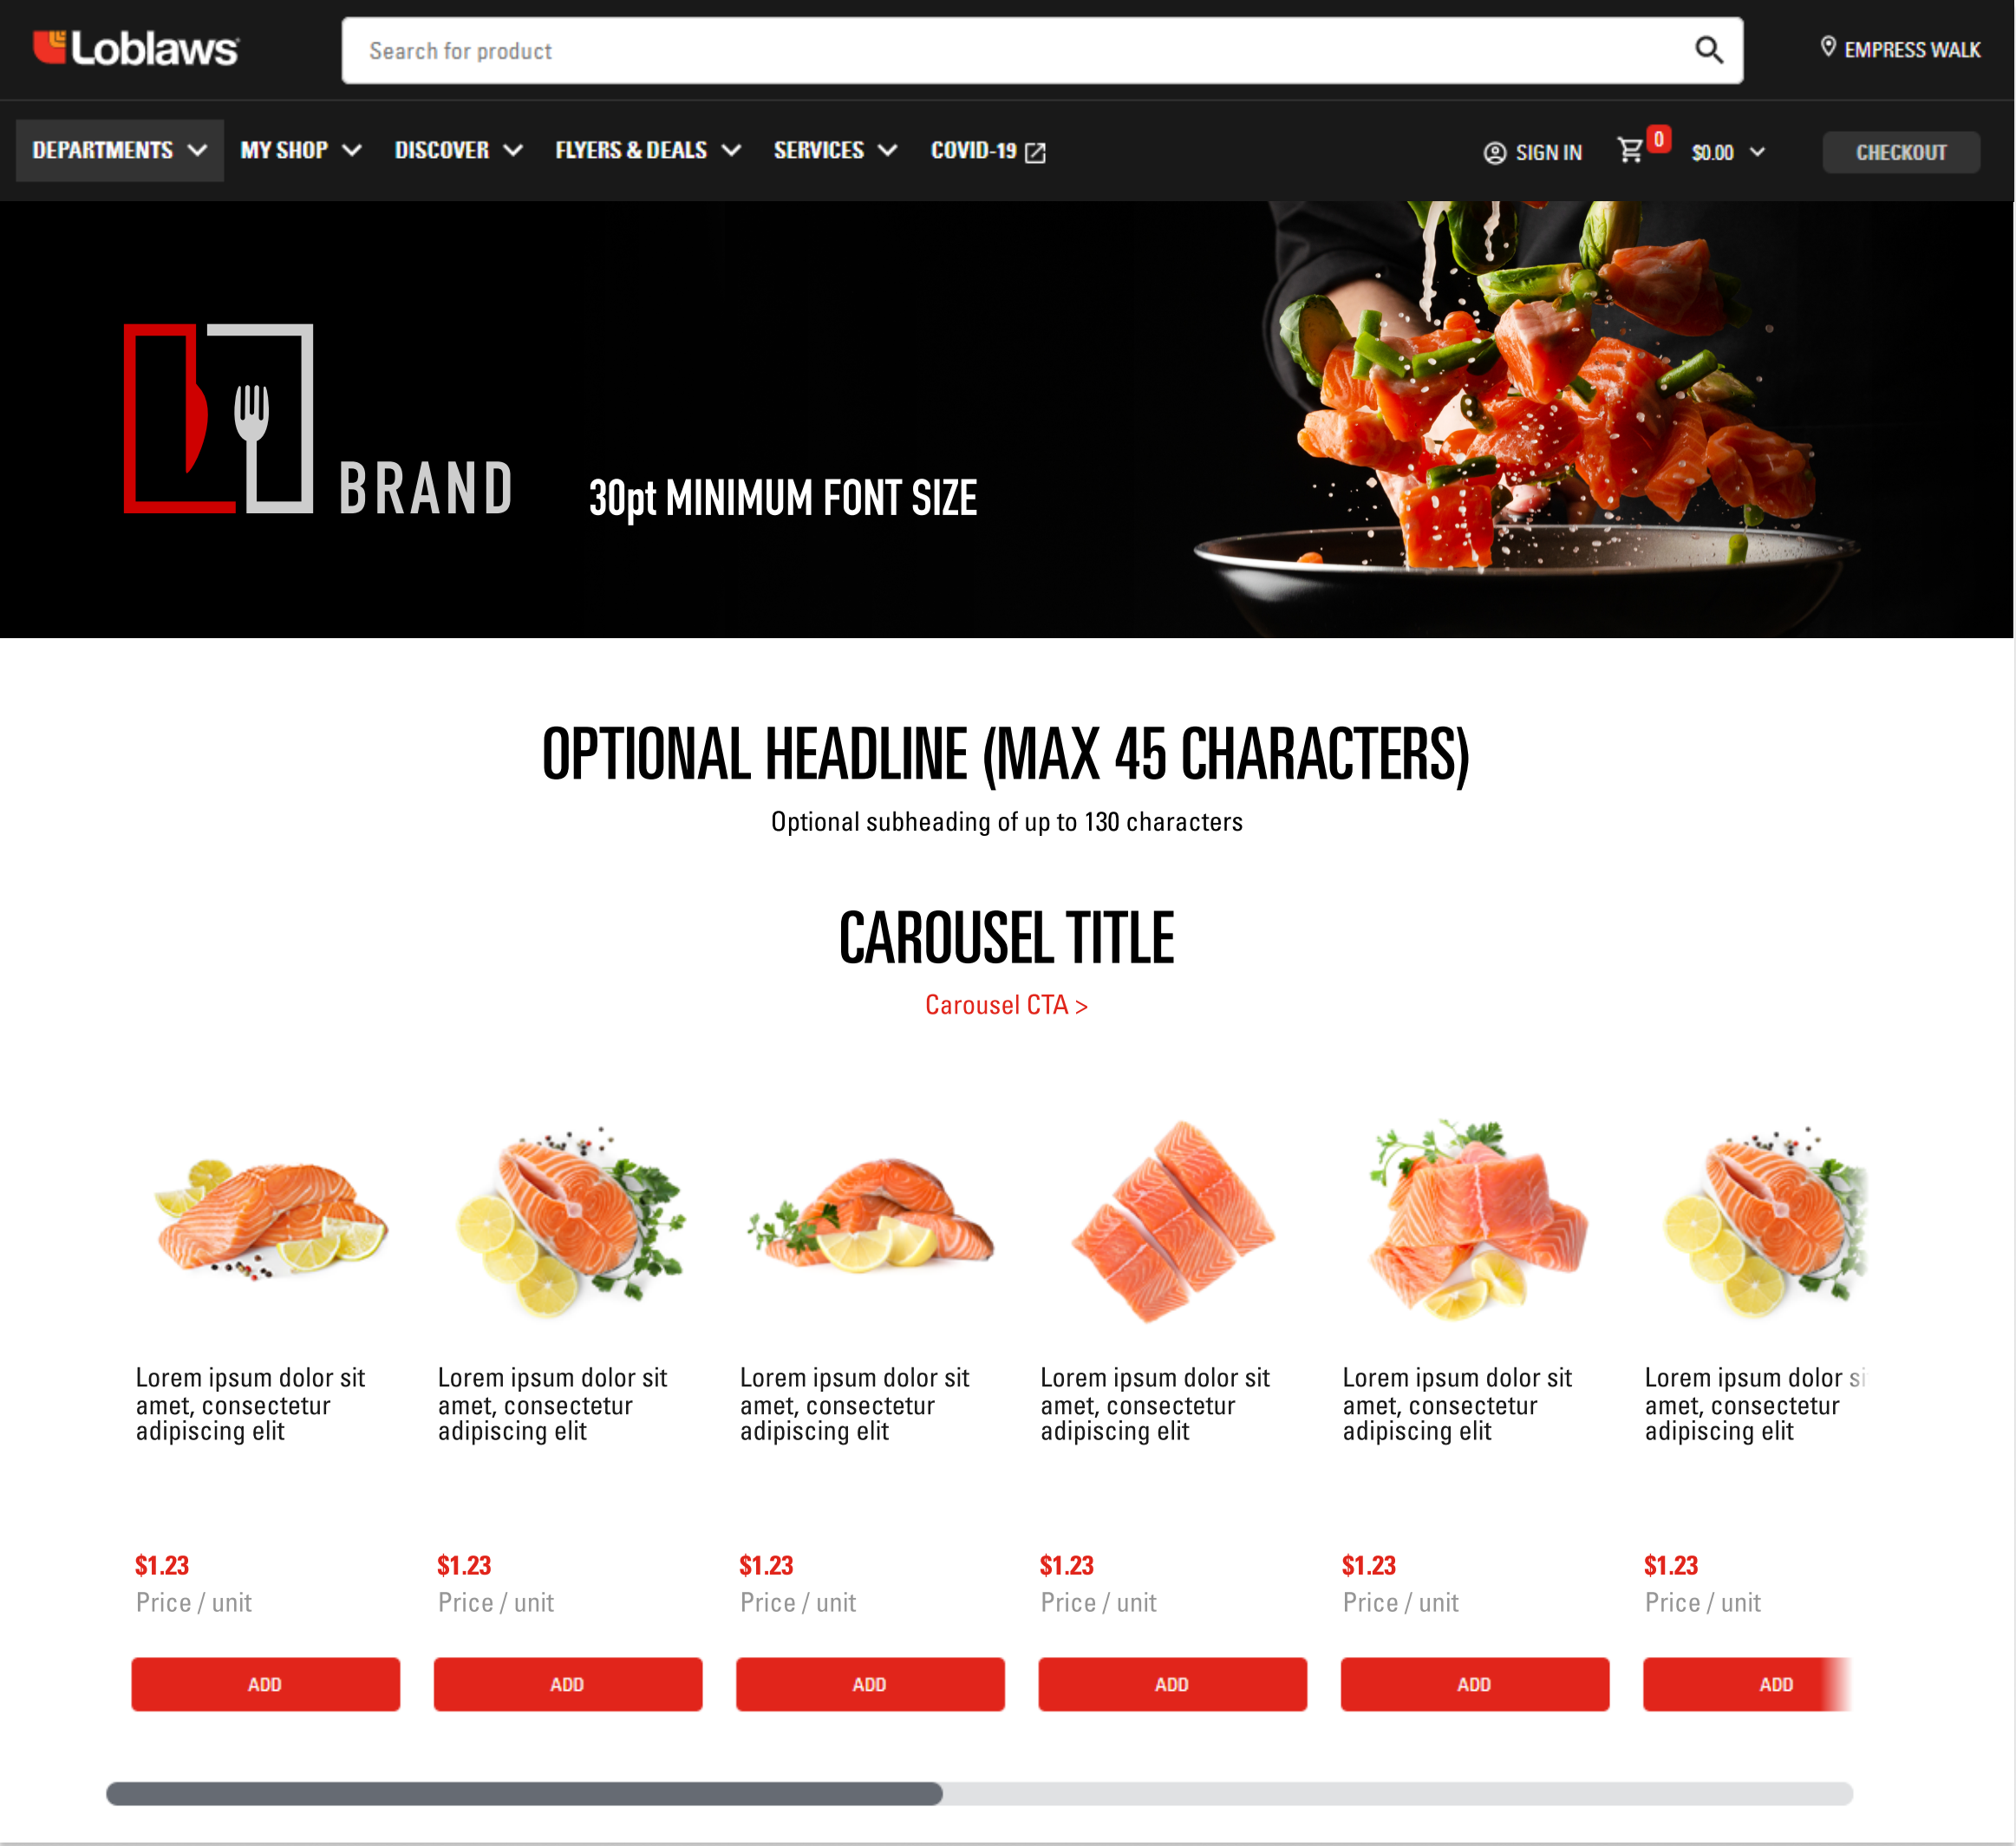 Loblaws
Search for product
EMPRESS WALK
DEPARTMENTS MY SHOP DISCOVER FLYERS & DEALS SERVICES COVID-19 SIGN IN 0 $0.00 CHECKOUT
BRAND
30pt MINIMUM FONT SIZE
OPTIONAL HEADLINE (MAX 45 CHARACTERS)
Optional subheading of up to 130 characters
CAROUSEL TITLE
Carousel CTA >
Lorem ipsum dolor sit
amet, consectetur
adipiscing elit
$1.23
Price / unit
ADD
Lorem ipsum dolor sit
amet, consectetur
adipiscing elit
$1.23
Price / unit
ADD
Lorem ipsum dolor sit
amet, consectetur
adipiscing elit
$1.23
Price / unit
ADD
Lorem ipsum dolor sit
amet, consectetur
adipiscing elit
$1.23
Price / unit
ADD
Lorem ipsum dolor sit
amet, consectetur
adipiscing elit
$1.23
Price / unit
ADD
Lorem ipsum dolor si
amet, consectetur
adipiscing elit
$1.23
Price / unit
ADD